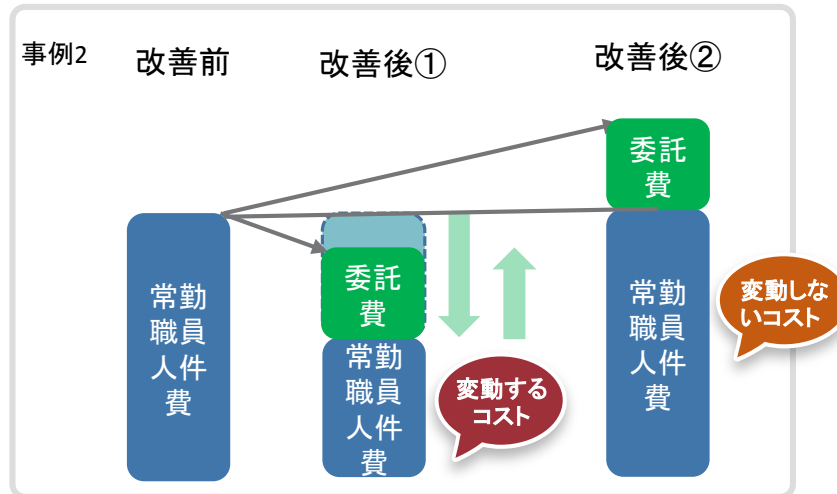 事例2
改善前
改善後①
改善後②
常勤
職員
人件
費
委託
費
常勤
職員
人件
費
変動する
コスト
委託
費
常勤
職員
人件
費
変動しな
いコスト